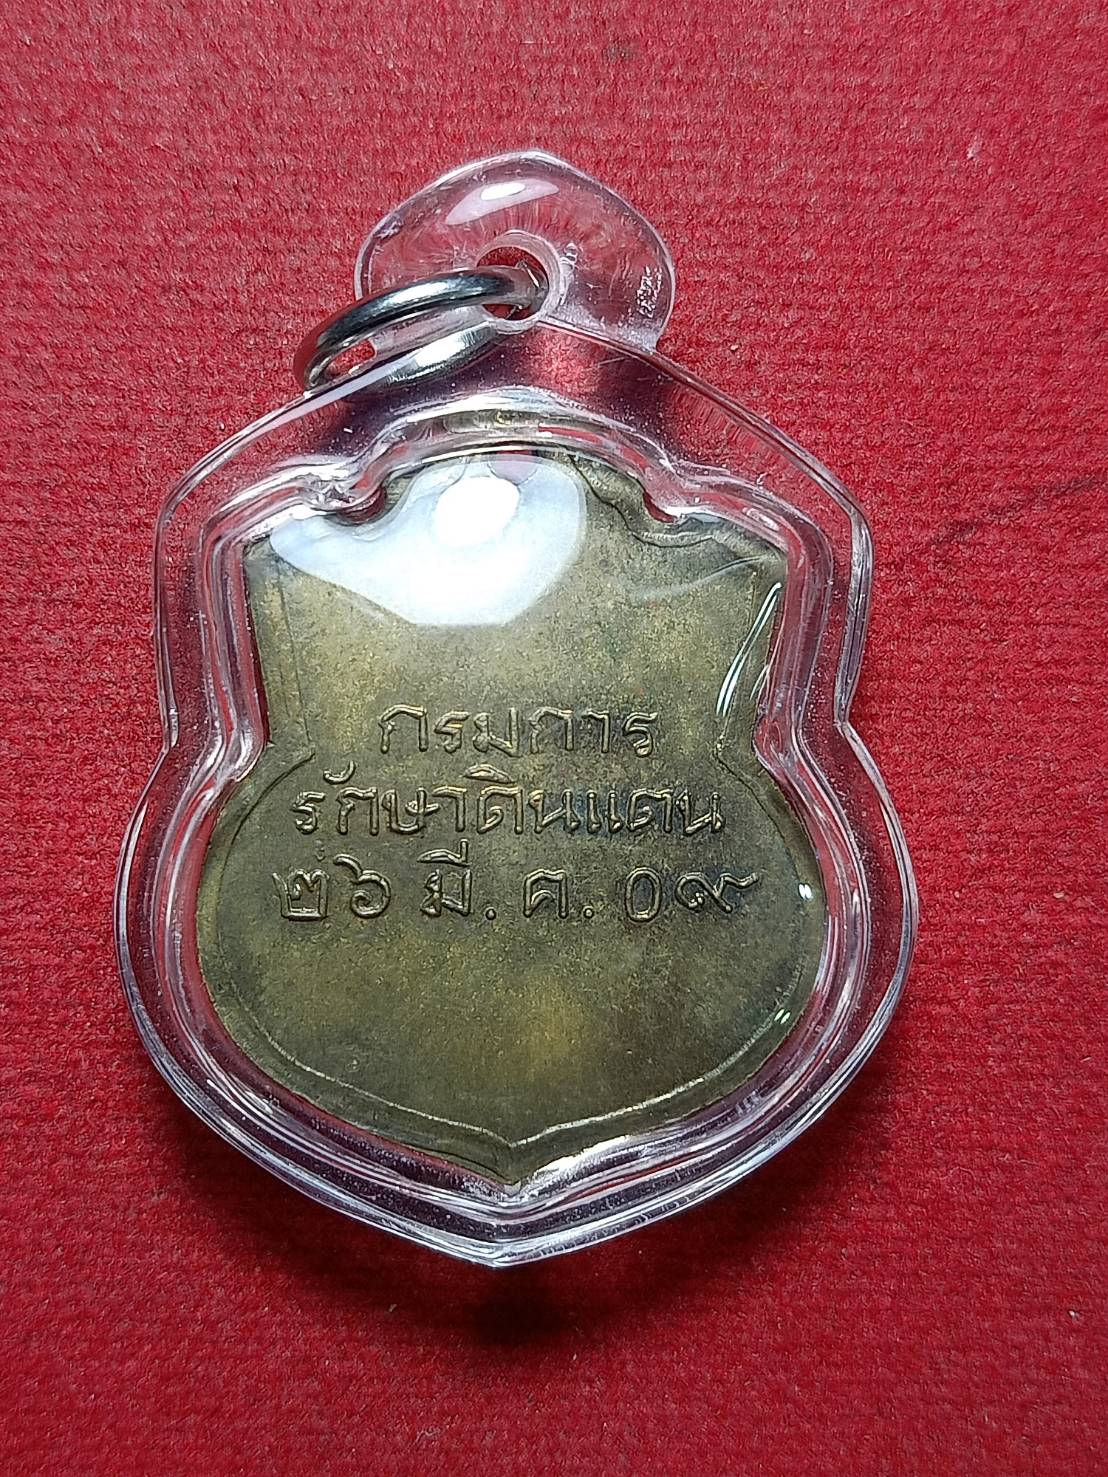 กรมการ
รักษาดินแดน
๒๖ มี. ค. ๐๙